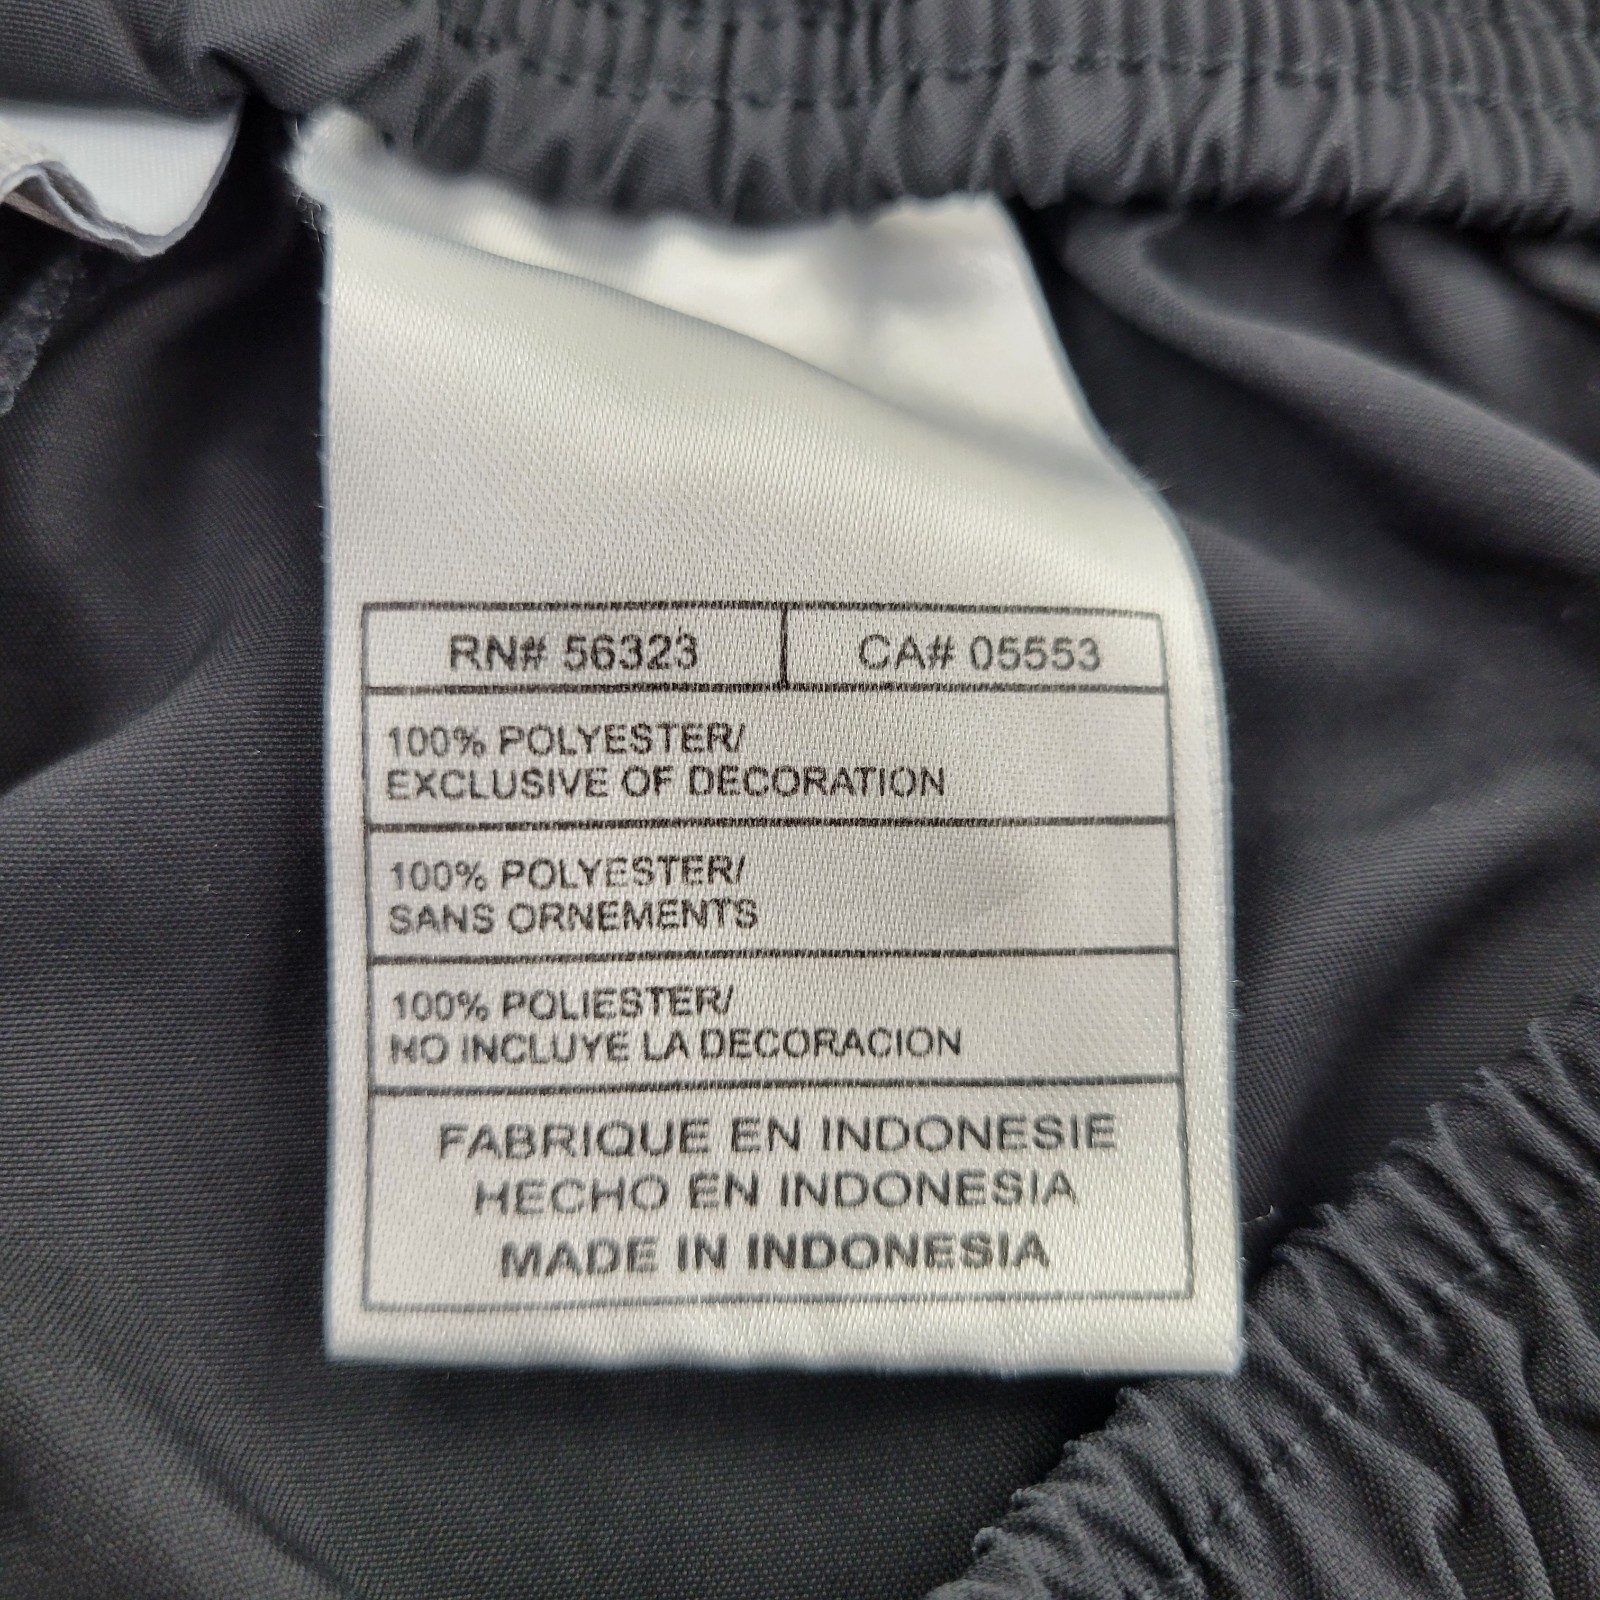 RN# 56323 CA# 05553
100% POLYESTER/
EXCLUSIVE OF DECORATION
100% POLYESTER/
SANS ORNEMENTS
100% POLIESTER/
NO INCLUYE LA DECORACION
FABRIQUE EN INDONESIE
HECHO EN INDONESIA
MADE IN INDONESIA